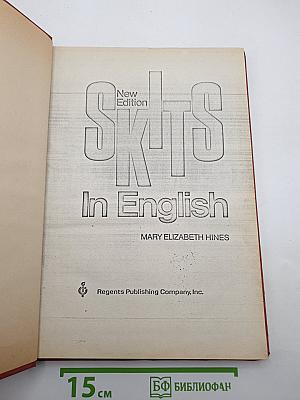 New
Edition
SKITS
In English
MARY ELIZABETH HINES
Regents Publishing Company, Inc.
15 см
БФ БИБЛИОФАН